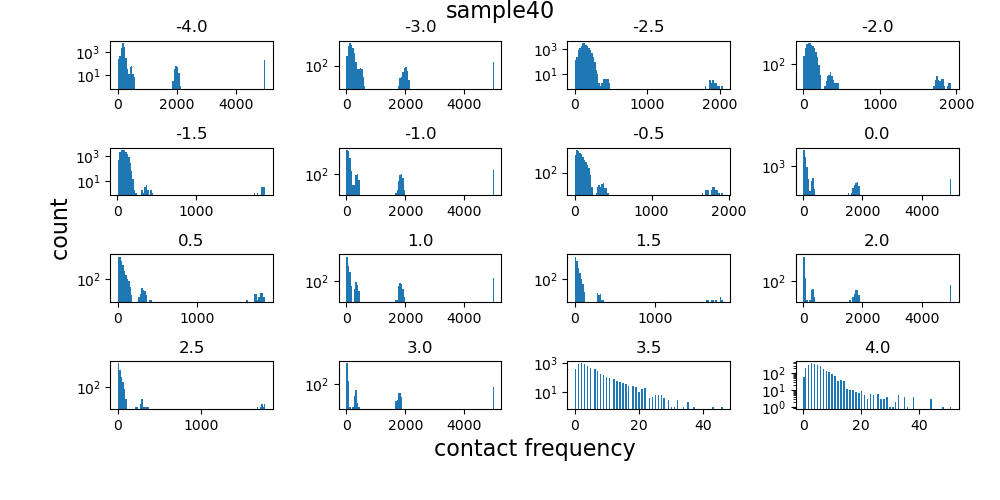 sample40
-4.0 -3.0 -2.5 -2.0
10³ 10¹ 10² 10³ 10¹ 10²
0 2000 4000 0 2000 4000 0 1000 2000 0 1000 2000
-1.5 -1.0 -0.5 0.0
10³ 10¹ 10² 10² 10³
0 1000 0 2000 4000 0 1000 2000 0 2000 4000
count
0.5 1.0 1.5 2.0
10² 10² 10² 10²
0 1000 0 2000 4000 0 1000 0 2000 4000
2.5 3.0 3.5 4.0
10² 10² 10³ 10¹ 10² 10¹ 10⁰
0 1000 0 2000 4000 0 20 40 0 20 40
contact frequency